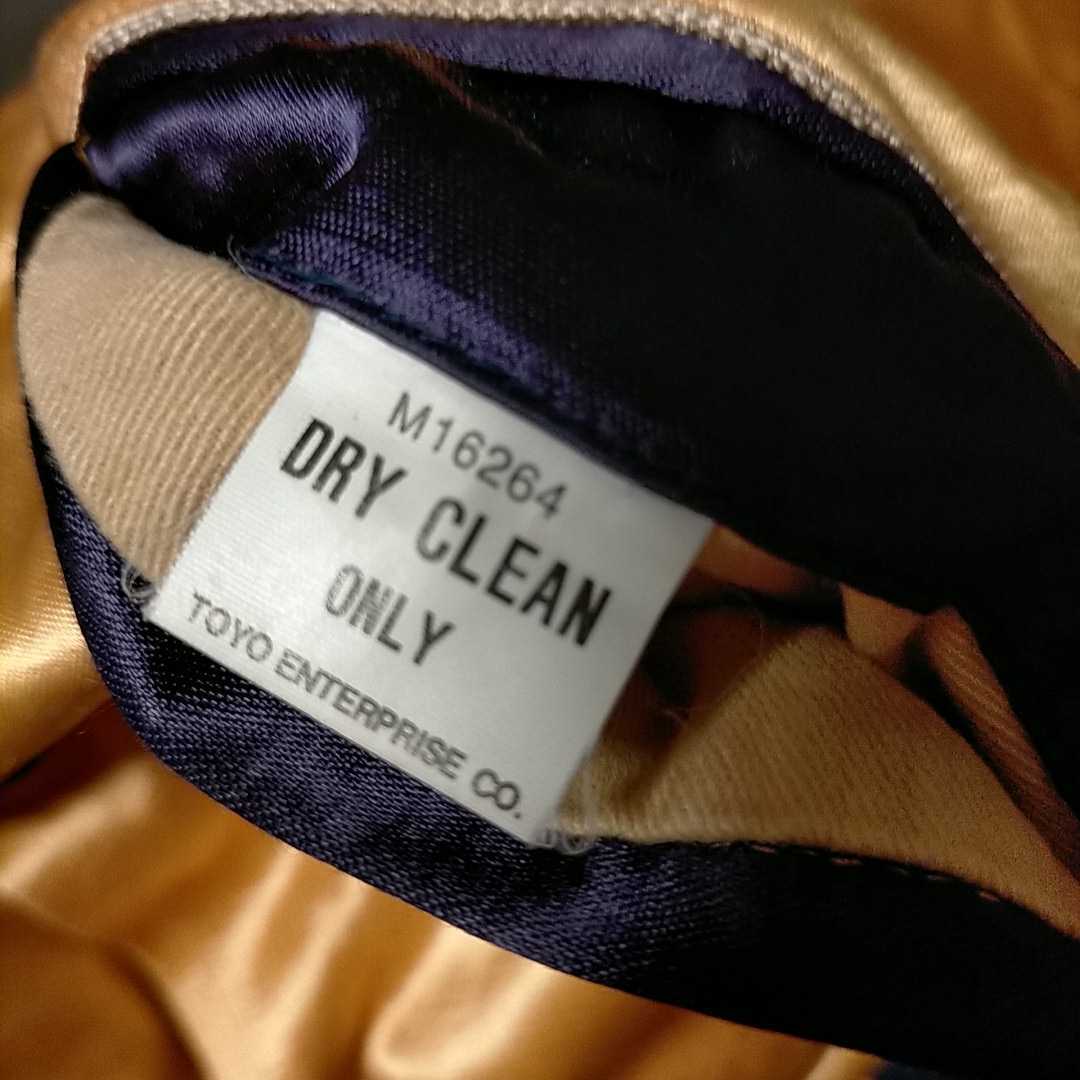 M16264
DRY CLEAN
ONLY
TOYO ENTERPRISE CO.